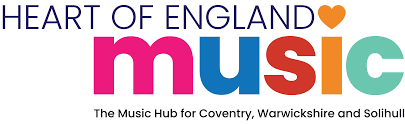 HEART OF ENGLAND
music
The Music Hub for Coventry, Warwickshire and Solihull